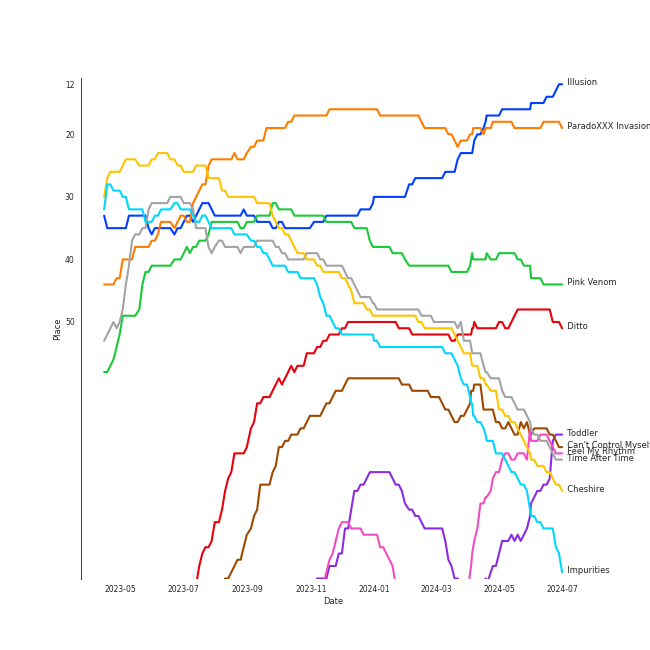 12
20
30
40
50
Place
2023-05
2023-07
2023-09
2023-11
2024-01
2024-03
2024-05
2024-07
Date
Illusion
ParadoXXX Invasion
Pink Venom
Ditto
Toddler
Can't Control Myself
Feel My Rhythm
Time After Time
Cheshire
Impurities